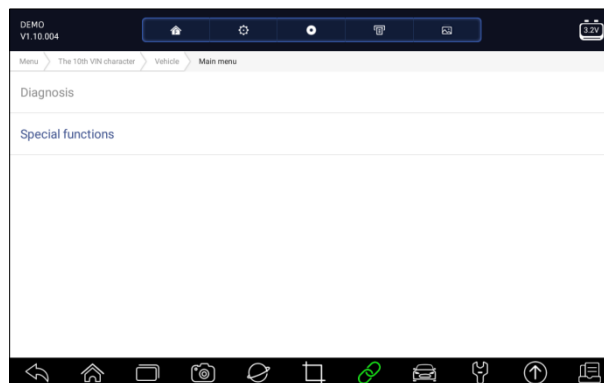 DEMO
V1.10.004
3.2V
Menu The 10th VIN character Vehicle Main menu
Diagnosis
Special functions